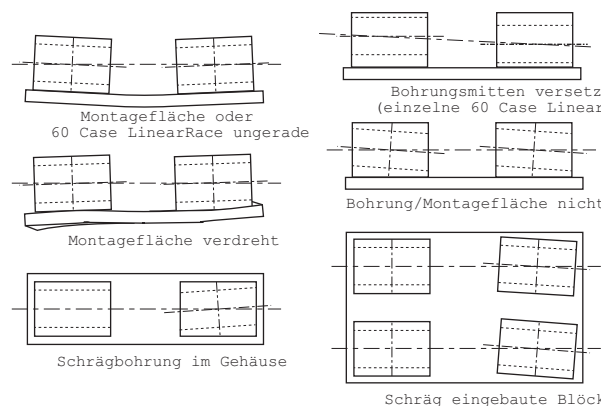 Montagefläche oder
60 Case LinearRace ungerade
Montagefläche verdreht
Schrägbohrung im Gehäuse
Bohrungsmitten versetz
(einzelne 60 Case Linear
Bohrung/Montagefläche nicht
Schräg eingebaute Blöck